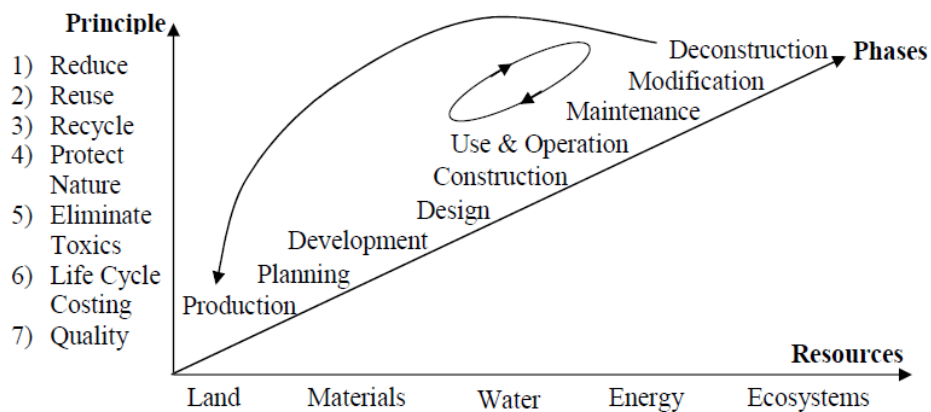 Principle
1) Reduce
2) Reuse
3) Recycle
4) Protect
Nature
5) Eliminate
Toxics
6) Life Cycle
Costing
7) Quality
Deconstruction
Phases
Modification
Maintenance
Use & Operation
Construction
Design
Development
Planning
Production
Resources
Land Materials Water Energy Ecosystems